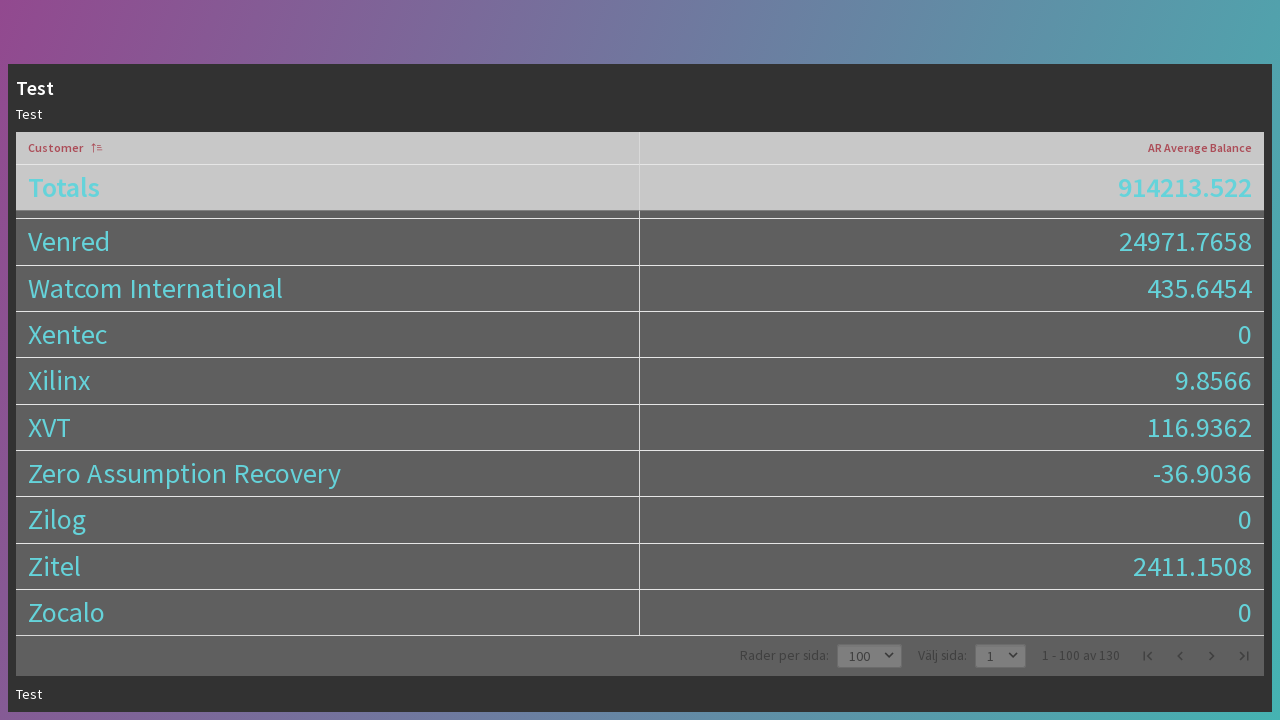 Test
Test
Customer AR Average Balance
Totals 914213.522
Venred 24971.7658
Watcom International 435.6454
Xentec 0
Xilinx 9.8566
XVT 116.9362
Zero Assumption Recovery -36.9036
Zilog 0
Zitel 2411.1508
Zocalo 0
Rader per sida: 100 Välj sida: 1 1 - 100 av 130
Test